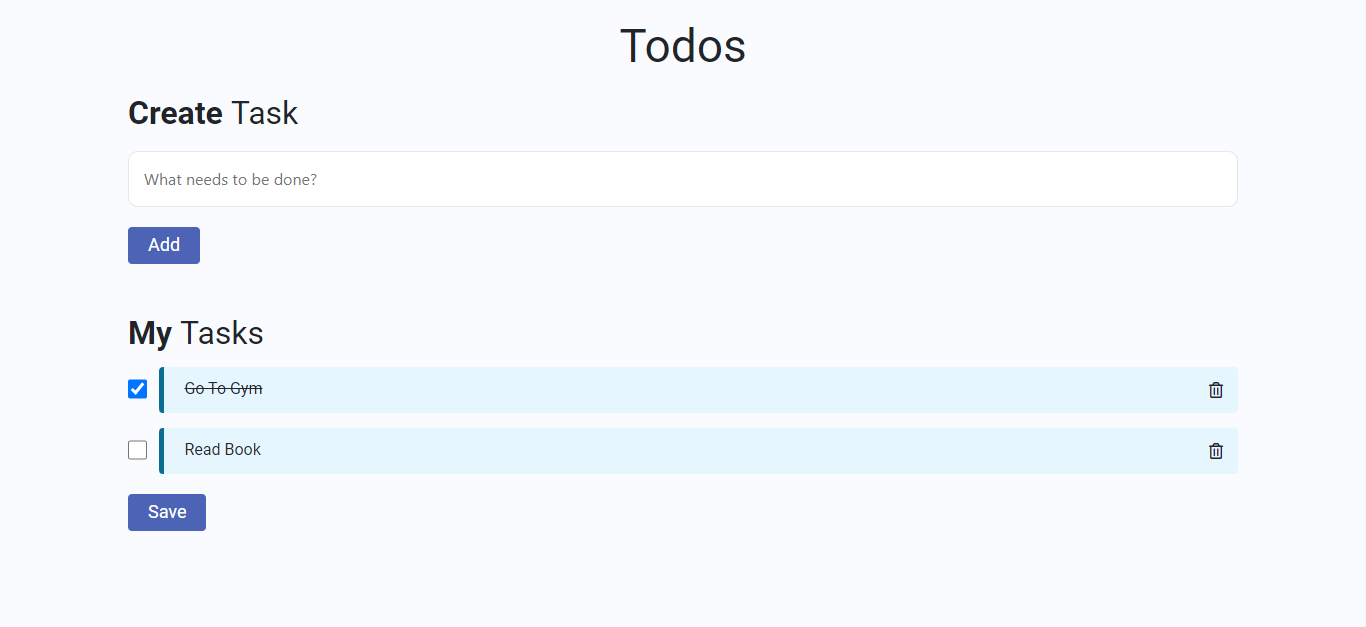 Todos
Create Task
What needs to be done?
Add
My Tasks
Go To Gym
Read Book
Save